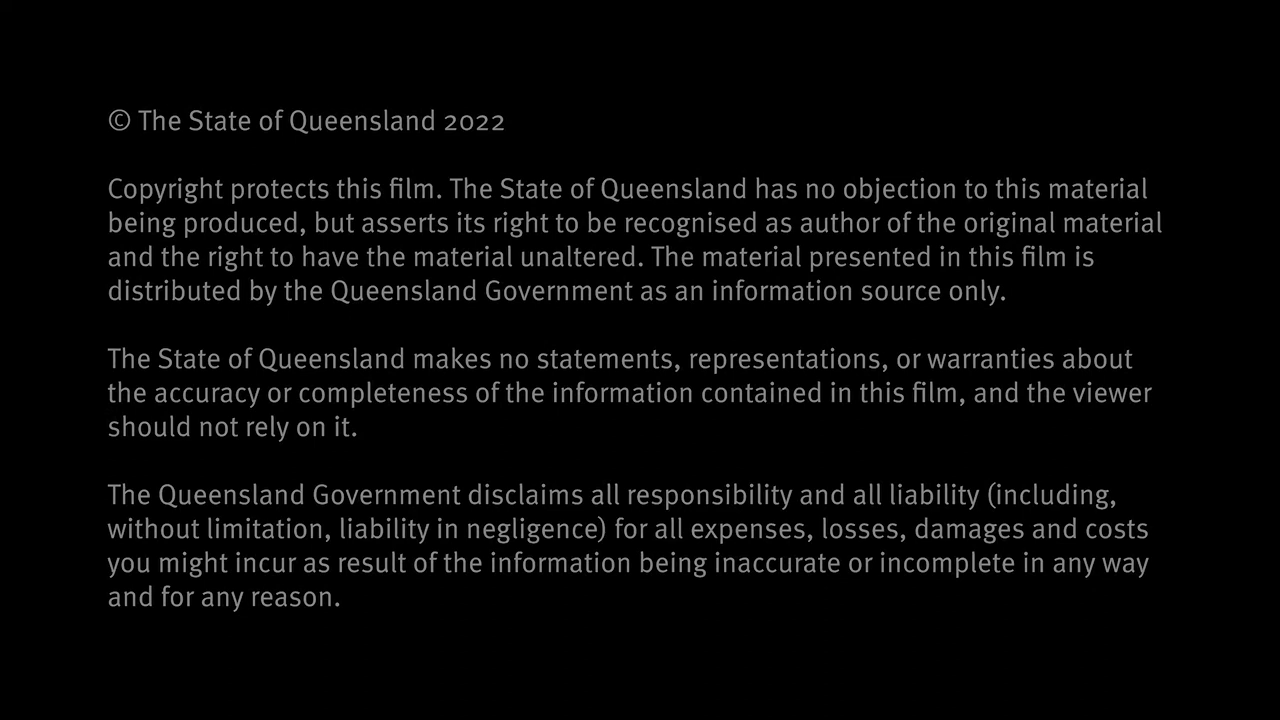 © The State of Queensland 2022
Copyright protects this film. The State of Queensland has no objection to this material
being produced, but asserts its right to be recognised as author of the original material
and the right to have the material unaltered. The material presented in this film is
distributed by the Queensland Government as an information source only.
The State of Queensland makes no statements, representations, or warranties about
the accuracy or completeness of the information contained in this film, and the viewer
should not rely on it.
The Queensland Government disclaims all responsibility and all liability (including,
without limitation, liability in negligence) for all expenses, losses, damages and costs
you might incur as result of the information being inaccurate or incomplete in any way
and for any reason.